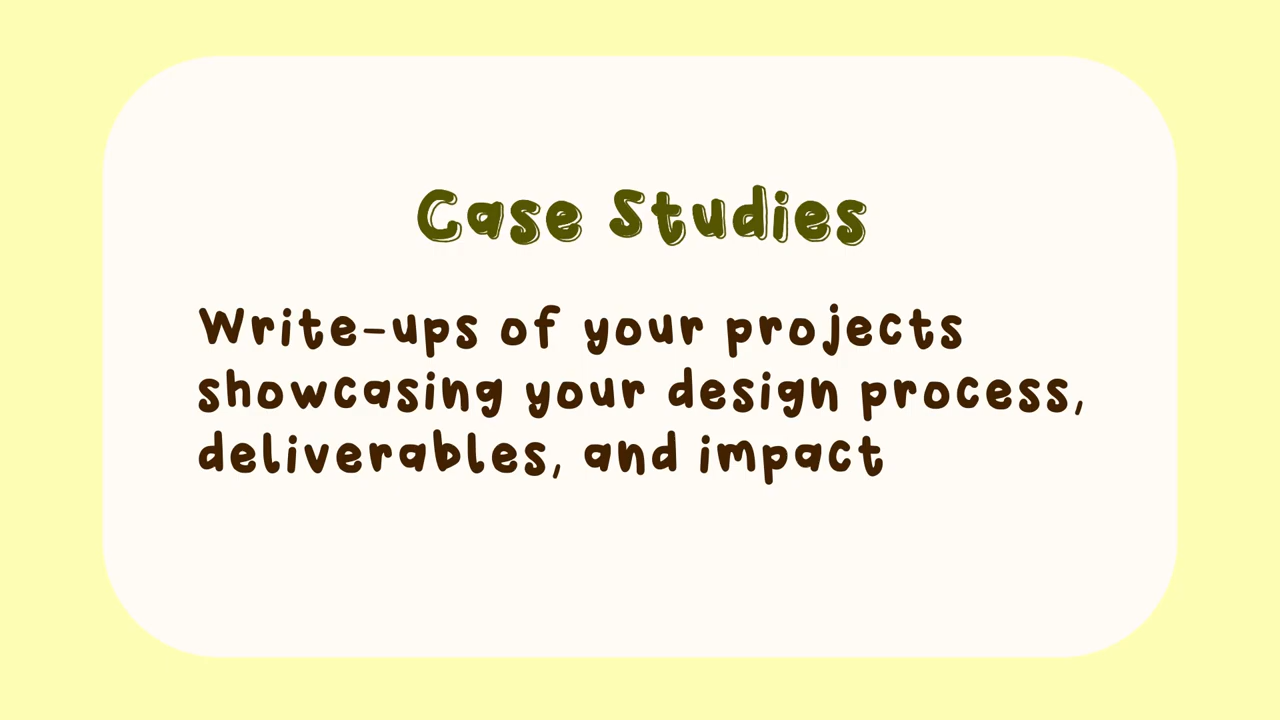 Case Studies
Write-ups of your projects
showcasing your design process,
deliverables, and impact